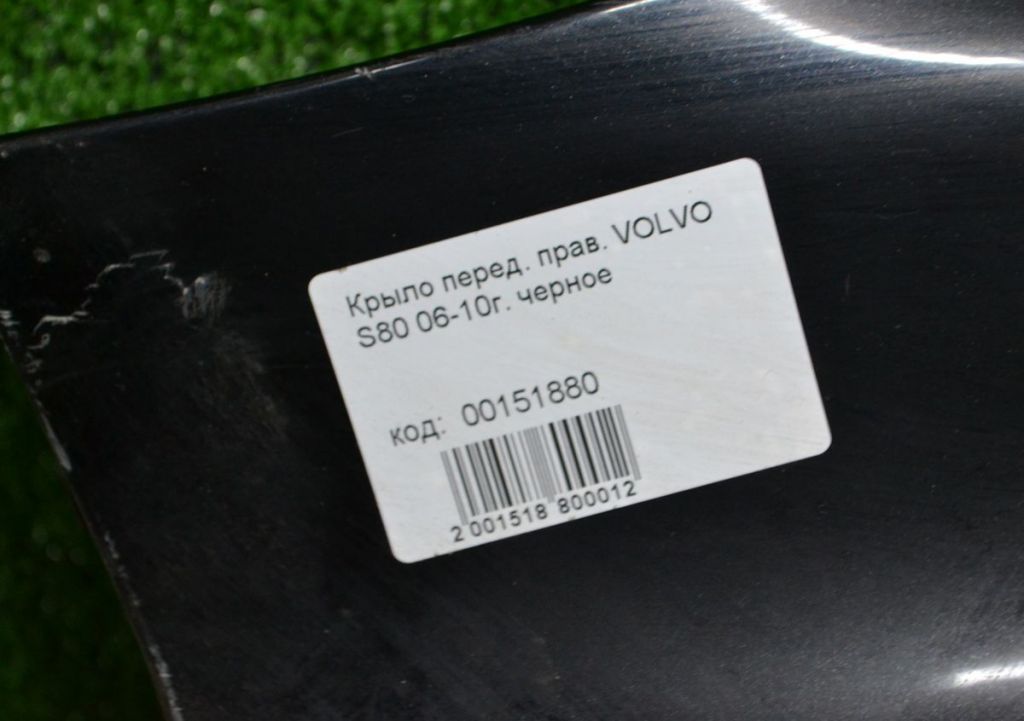 Крыло перед. прав. VOLVO
S80 06-10г. черное
код: 00151880
2 001518 800012